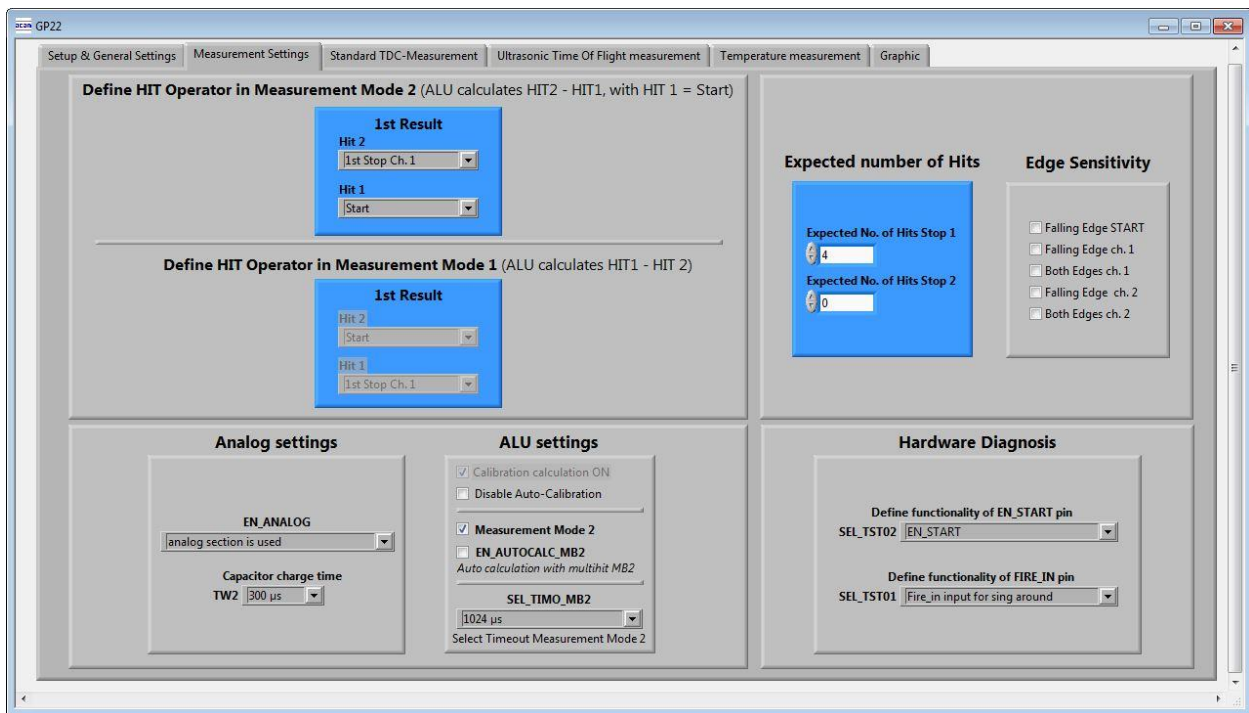 acam GP22
Setup & General Settings
Measurement Settings
Standard TDC-Measurement
Ultrasonic Time Of Flight measurement
Temperature measurement
Graphic
Define HIT Operator in Measurement Mode 2 (ALU calculates HIT2 - HIT1, with HIT 1 = Start)
1st Result
Hit 2
1st Stop Ch. 1
Hit 1
Start
Define HIT Operator in Measurement Mode 1 (ALU calculates HIT1 - HIT 2)
1st Result
Hit 2
Start
Hit 1
1st Stop Ch. 1
Expected number of Hits
Expected No. of Hits Stop 1
4
Expected No. of Hits Stop 2
0
Edge Sensitivity
Falling Edge START
Falling Edge ch. 1
Both Edges ch. 1
Falling Edge ch. 2
Both Edges ch. 2
Analog settings
EN_ANALOG
analog section is used
Capacitor charge time
TW2 300 µs
ALU settings
Calibration calculation ON
Disable Auto-Calibration
Measurement Mode 2
EN_AUTOCALC_MB2
Auto calculation with multihit MB2
SEL_TIMO_MB2
1024 µs
Select Timeout Measurement Mode 2
Hardware Diagnosis
Define functionality of EN_START pin
SEL_TST02 EN_START
Define functionality of FIRE_IN pin
SEL_TST01 Fire_in input for sing around